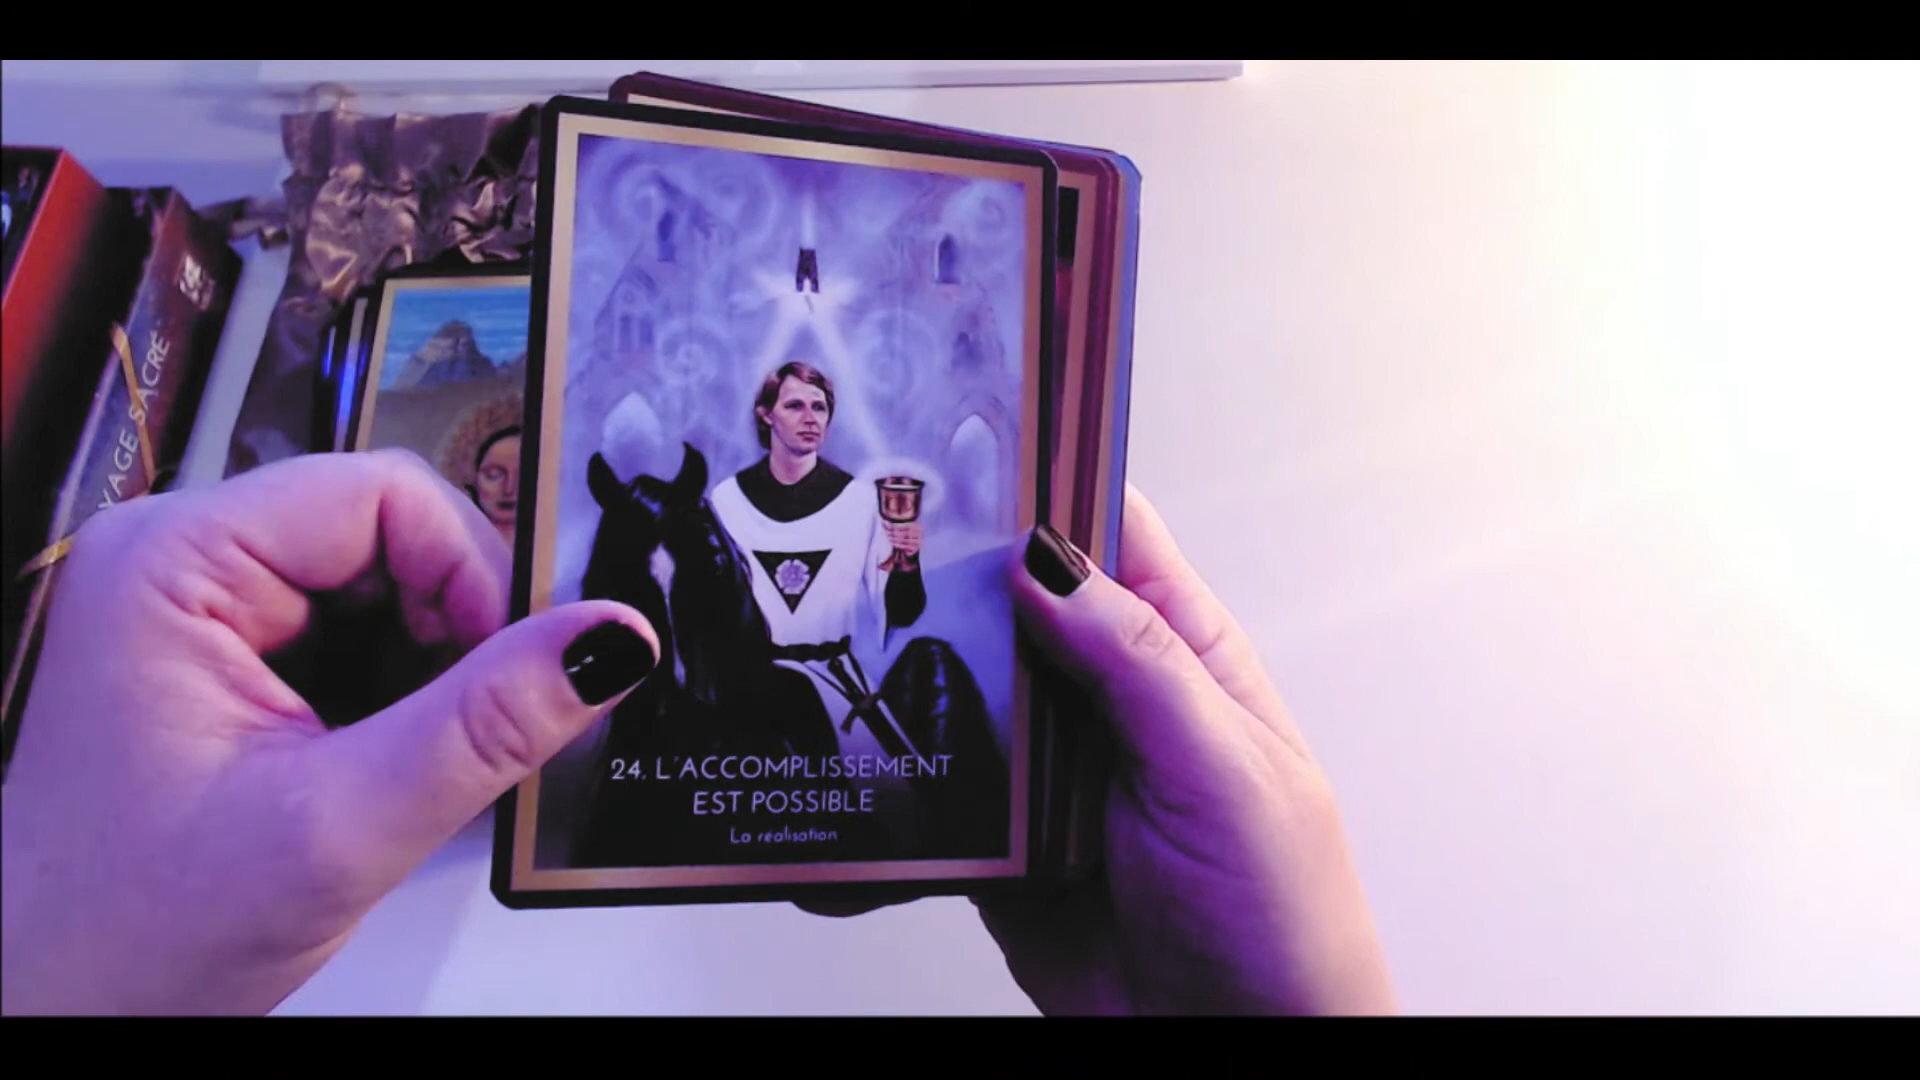 YAGE SACRÉ
24. L'ACCOMPLISSEMENT
EST POSSIBLE
La réalisation